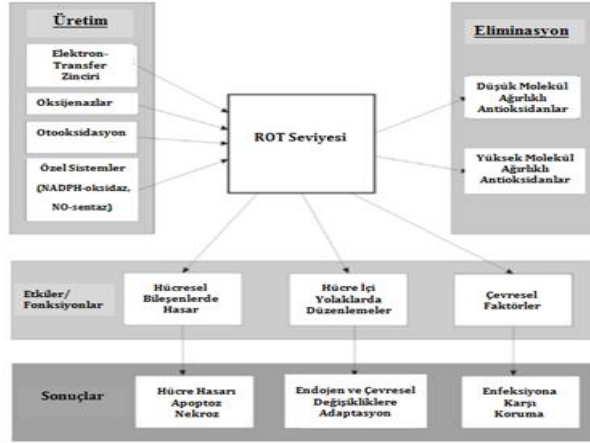 Üretim
Elektron-
Transfer
Zinciri
Oksijenazlar
Otooksidasyon
Özel Sistemler
(NADPH-oksidaz,
NO-sentaz)
ROT Seviyesi
Eliminasyon
Düşük Molekül
Ağırlıklı
Antioksidanlar
Yüksek Molekül
Ağırlıklı
Antioksidanlar
Etkiler/
Fonksiyonlar
Hücresel
Bileşenlerde
Hasar
Hücre İçi
Yolaklarda
Düzenlemeler
Çevresel
Faktörler
Sonuçlar
Hücre Hasarı
Apoptoz
Nekroz
Endojen ve Çevresel
Değişikliklere
Adaptasyon
Enfeksiyona
Karşı
Koruma